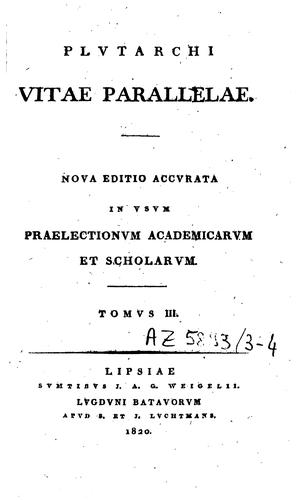 PLVTARCHI
VITAE PARALLELAE.
NOVA EDITIO ACCVRATA
IN VSVM
PRAELECTIONVM ACADEMICARVM
ET SCHOLARVM.
TOMVS III.
AZ 5893/3-4
LIPSIAE
SVMTIBVS I. A. G. WEIGELII.
LVGDVNI BATAVORVM
APVD S. ET J. LVCHTMANS.
1820.